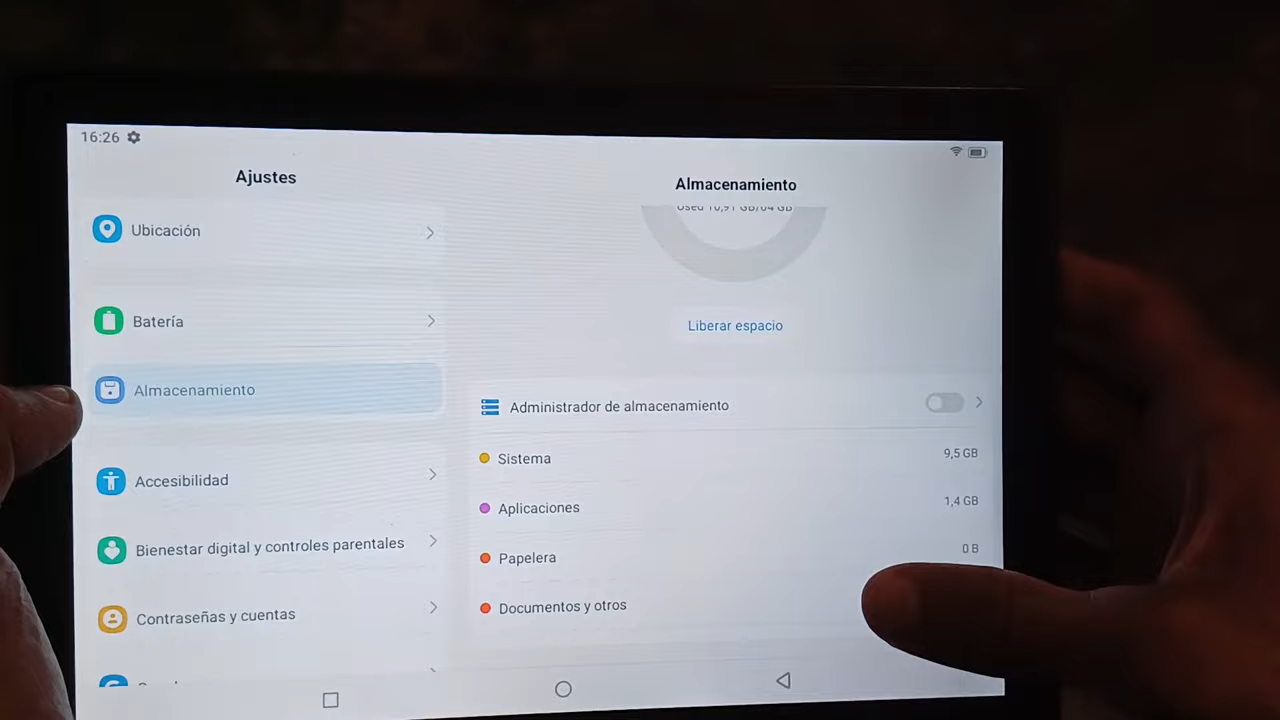 16:26
Ajustes
Ubicación
Batería
Almacenamiento
Accesibilidad
Bienestar digital y controles parentales
Contraseñas y cuentas
Almacenamiento
Used 10,91 GB/64 GB
Liberar espacio
Administrador de almacenamiento
Sistema 9,5 GB
Aplicaciones 1,4 GB
Papelera 0 B
Documentos y otros